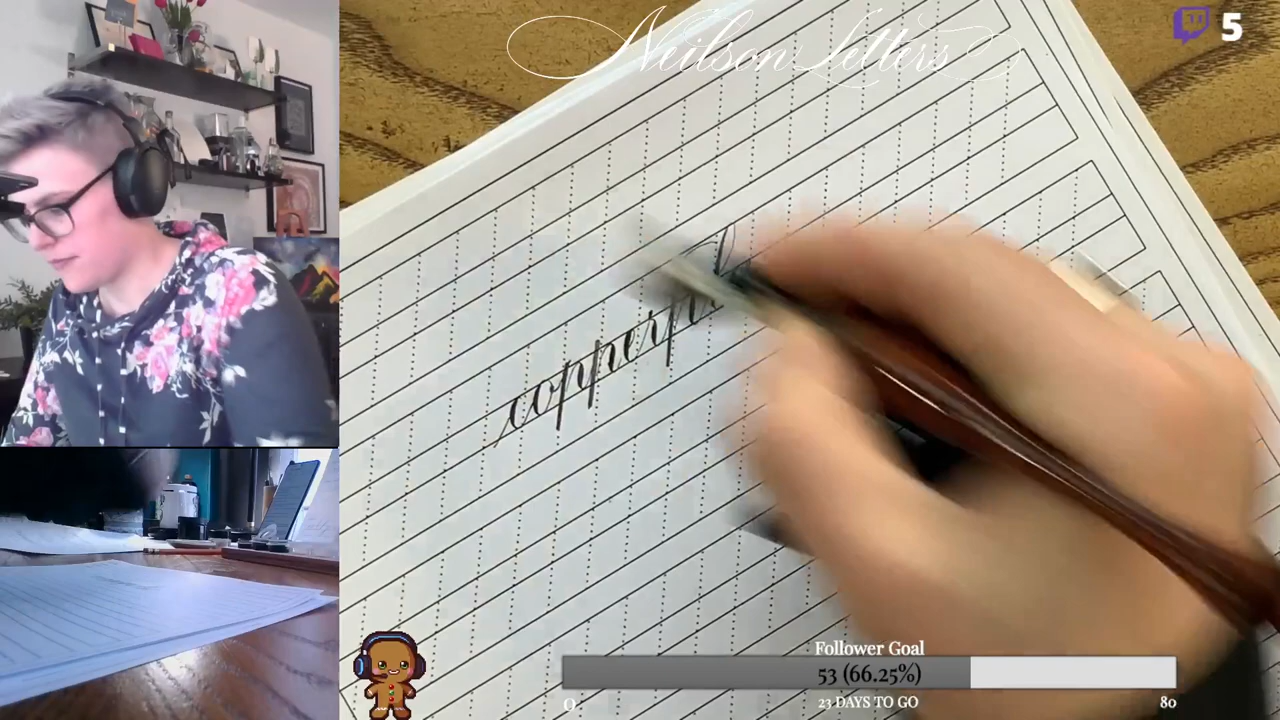 Neilson Letters
5
copperpl
Follower Goal
53 (66.25%)
0 23 DAYS TO GO 80